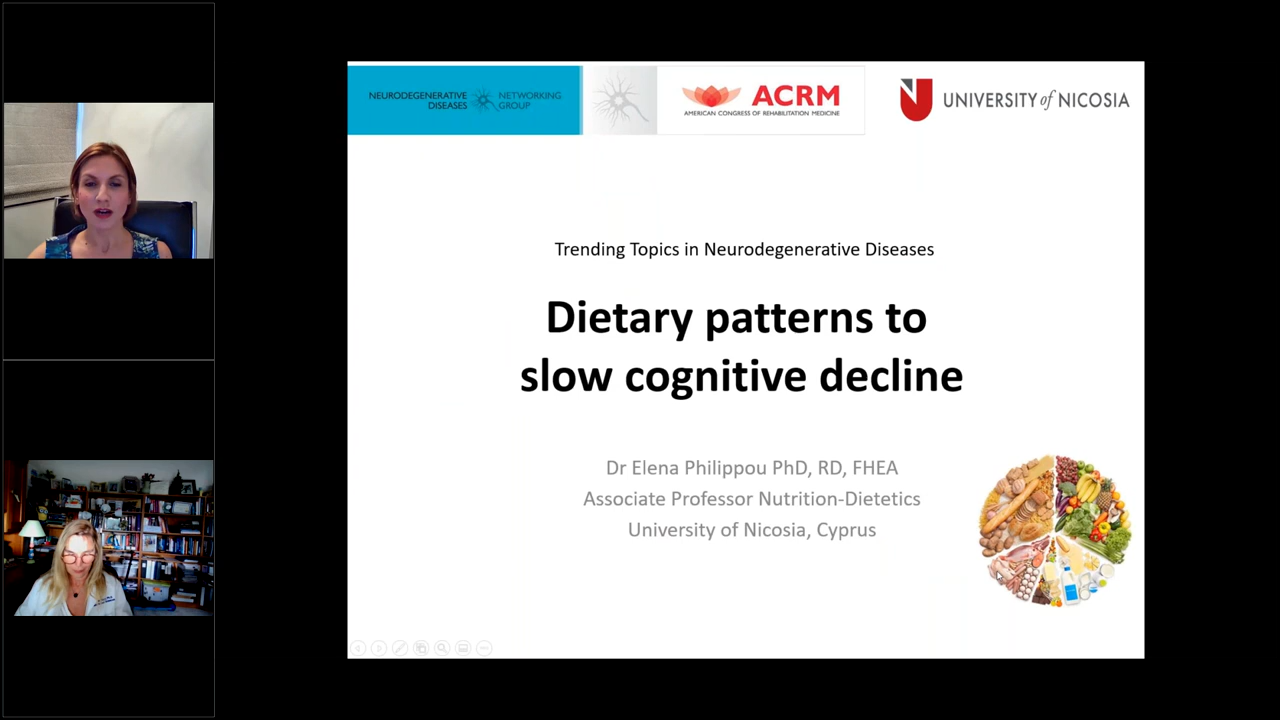 NEURODEGENERATIVE
DISEASES
NETWORKING
GROUP
ACRM
AMERICAN CONGRESS OF REHABILITATION MEDICINE
UNIVERSITY of NICOSIA
Trending Topics in Neurodegenerative Diseases
Dietary patterns to
slow cognitive decline
Dr Elena Philippou PhD, RD, FHEA
Associate Professor Nutrition-Dietetics
University of Nicosia, Cyprus